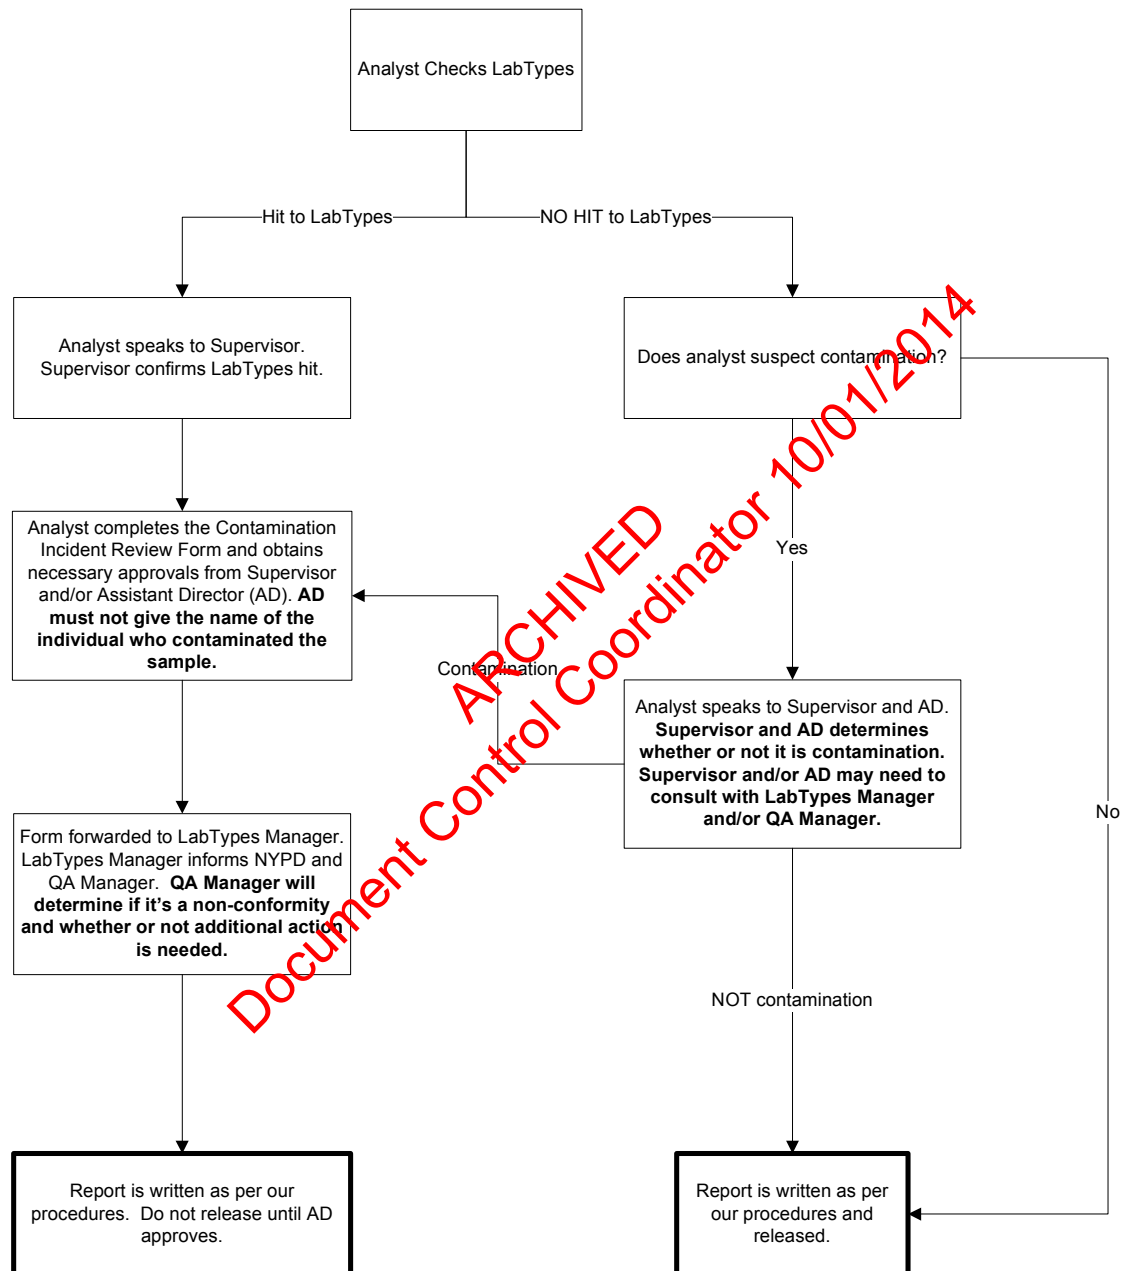 Analyst Checks LabTypes
Hit to LabTypes
NO HIT to LabTypes
Analyst speaks to Supervisor.
Supervisor confirms LabTypes hit.
Does analyst suspect contamination?
Analyst completes the Contamination
Incident Review Form and obtains
necessary approvals from Supervisor
and/or Assistant Director (AD). AD
must not give the name of the
individual who contaminated the
sample.
Yes
Contamination
Analyst speaks to Supervisor and AD.
Supervisor and AD determines
whether or not it is contamination.
Supervisor and/or AD may need to
consult with LabTypes Manager
and/or QA Manager.
No
Form forwarded to LabTypes Manager.
LabTypes Manager informs NYPD and
QA Manager.  QA Manager will
determine if it’s a non-conformity
and whether or not additional action
is needed.
NOT contamination
Report is written as per our
procedures.  Do not release until AD
approves.
Report is written as per
our procedures and
released.
ARCHIVED
Document Control Coordinator 10/01/2014